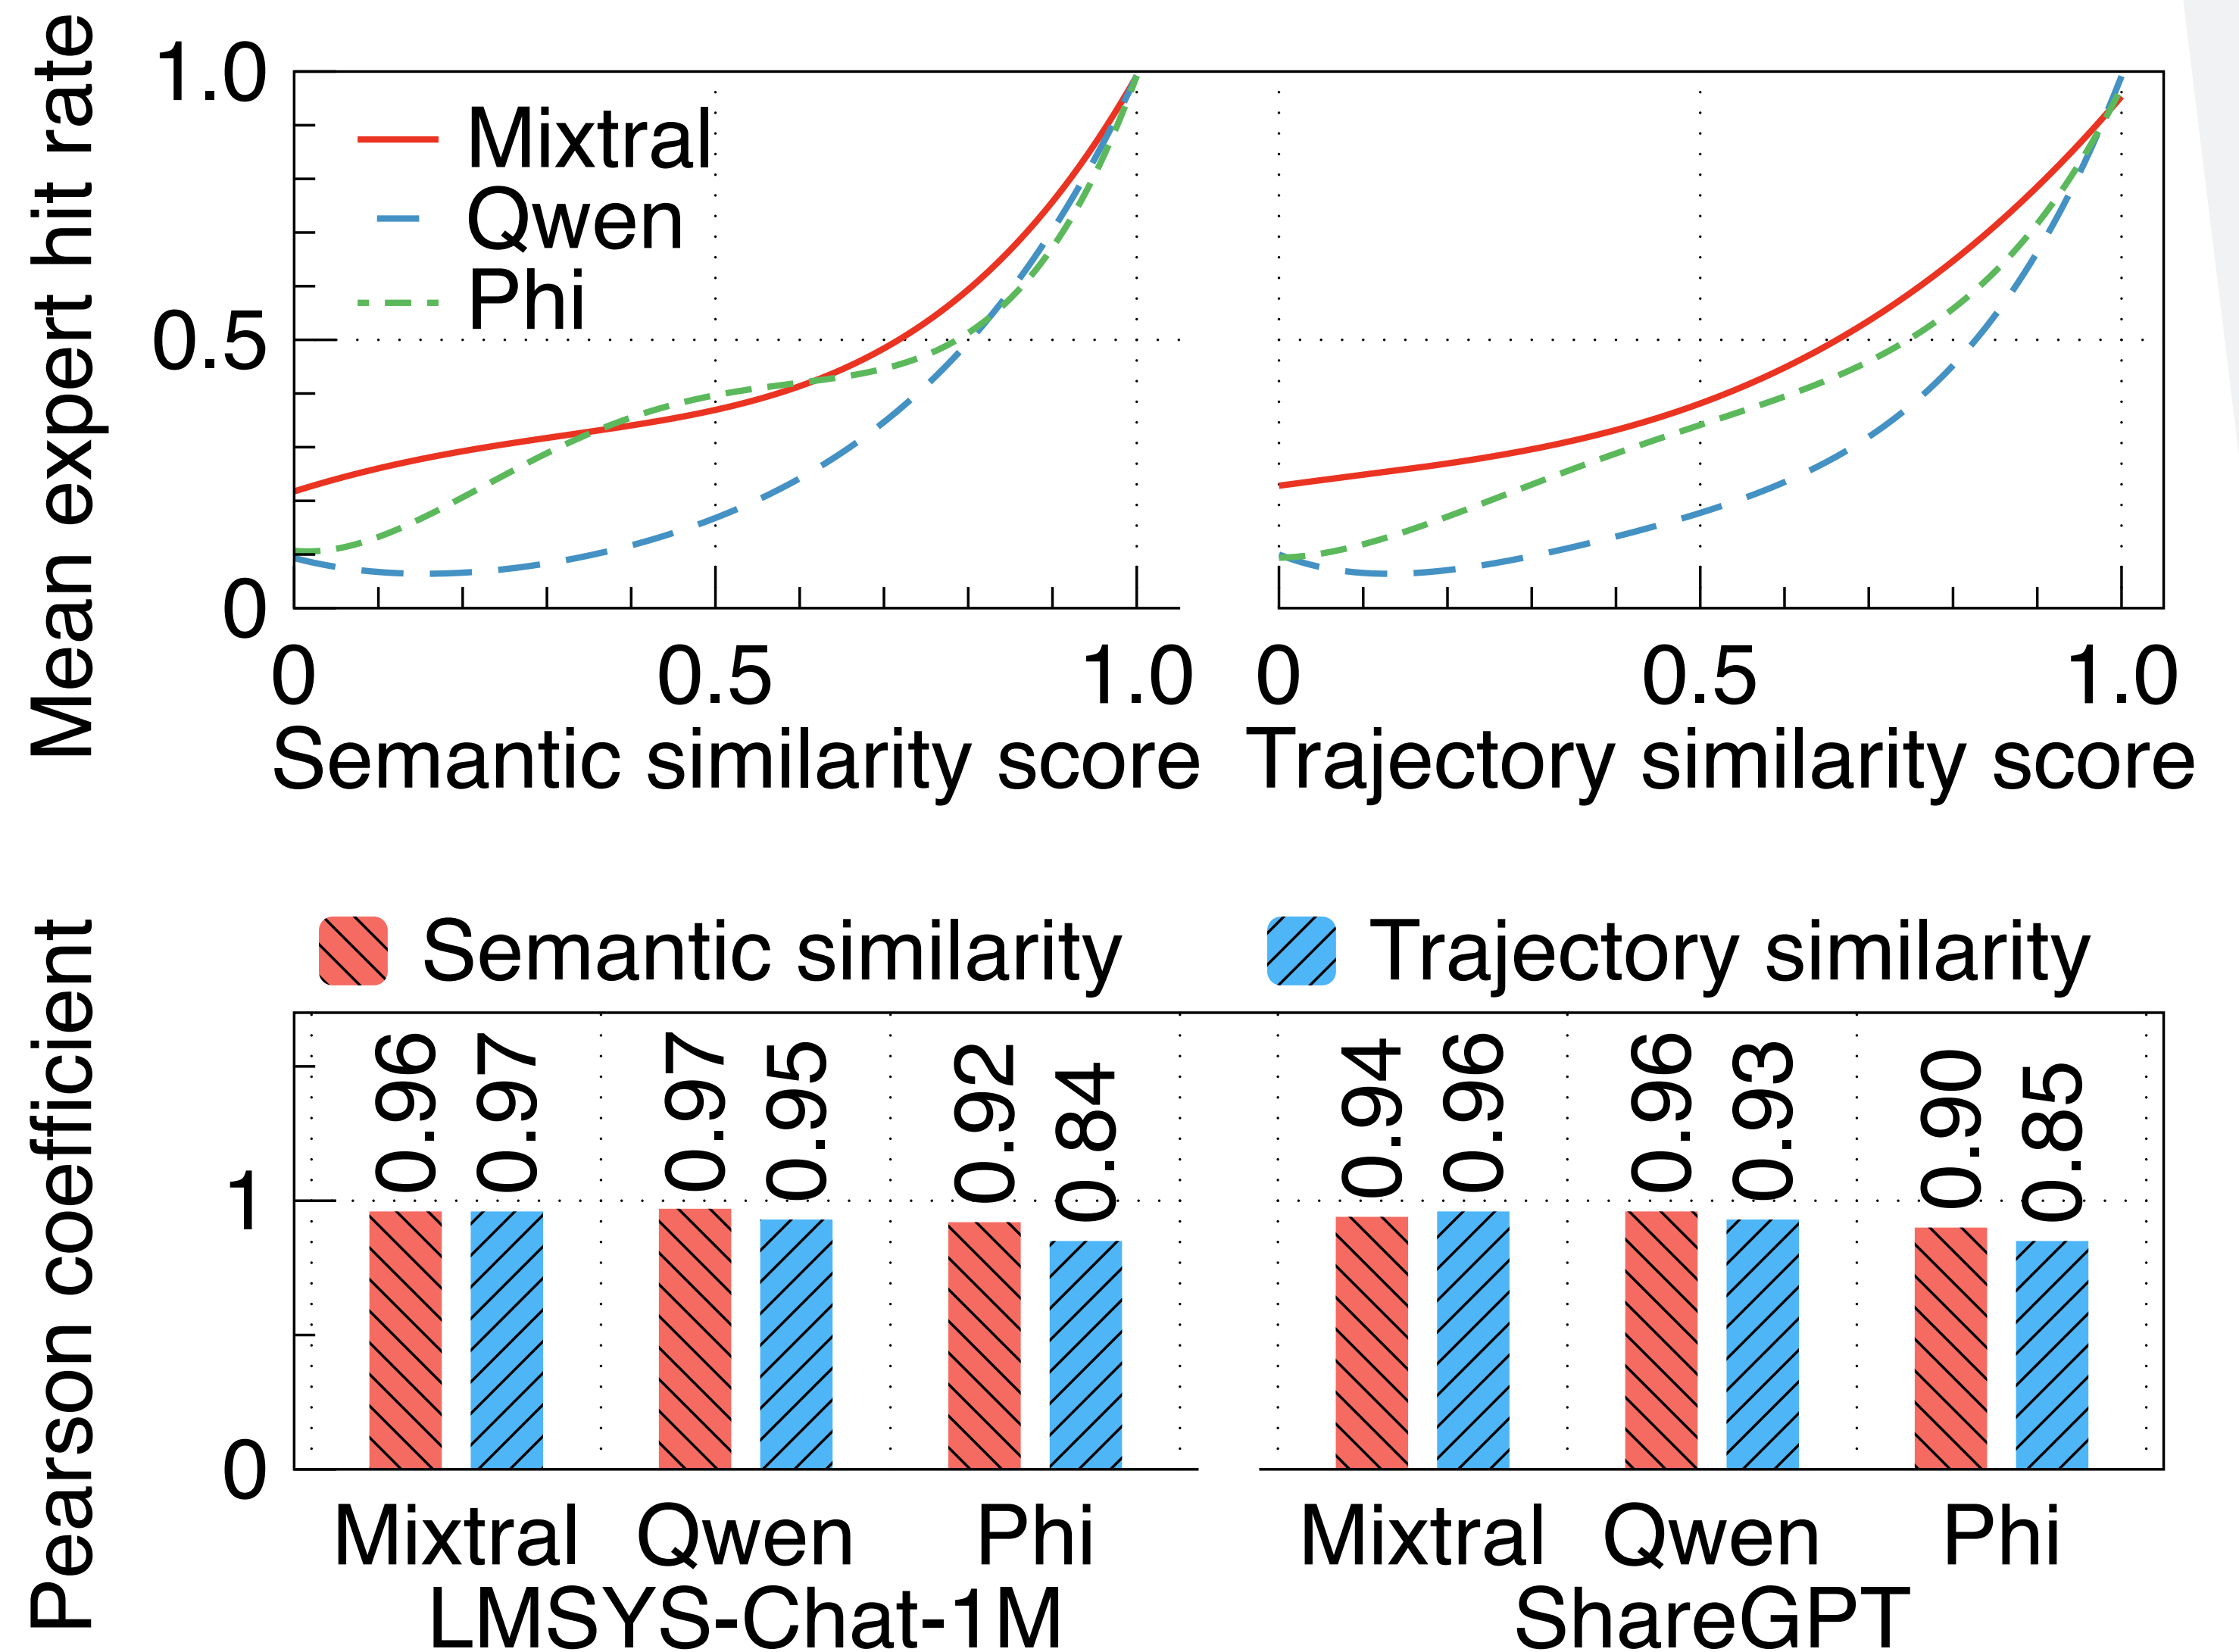 Mean expert hit rate
1.0
0.5
0
Mixtral
Qwen
Phi
0 0.5 1.0
Semantic similarity score
0 0.5 1.0
Trajectory similarity score
Semantic similarity
Trajectory similarity
Pearson coefficient
1
0
0.96 0.97 0.97 0.95 0.92 0.84
0.94 0.96 0.96 0.93 0.90 0.85
Mixtral Qwen Phi
LMSYS-Chat-1M
Mixtral Qwen Phi
ShareGPT